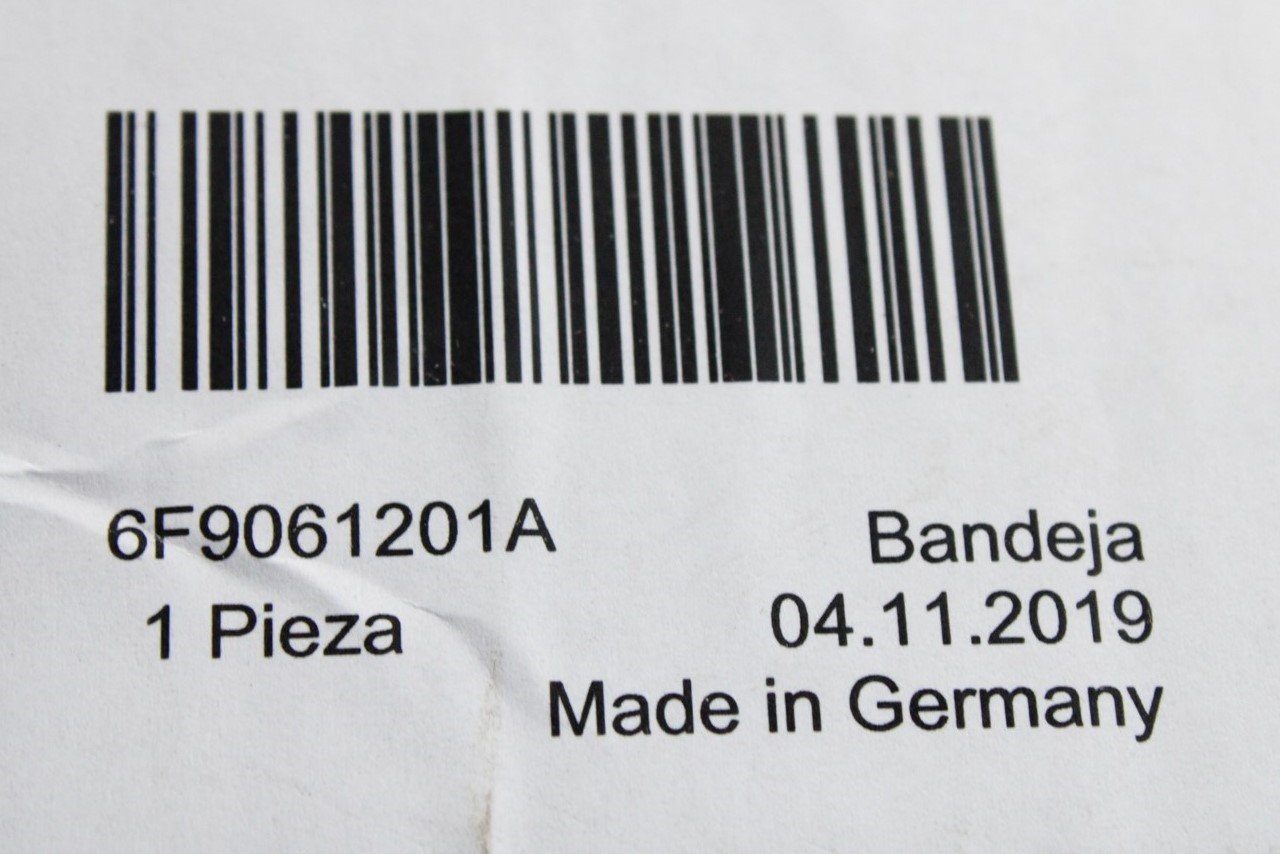 6F9061201A
Bandeja
1 Pieza
04.11.2019
Made in Germany